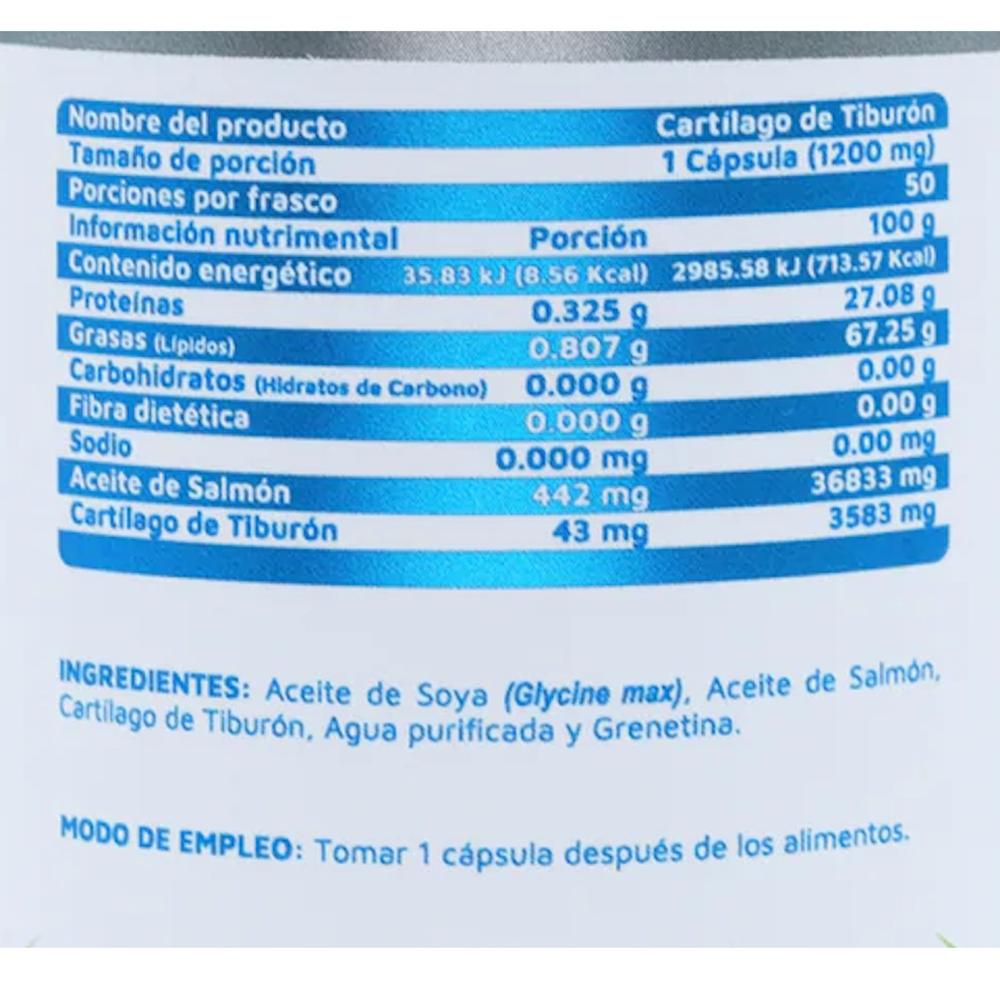 Nombre del producto Cartílago de Tiburón
Tamaño de porción 1 Cápsula (1200 mg)
Porciones por frasco 50
Información nutrimental Porción 100 g
Contenido energético 35.83 kJ (8.56 Kcal) 2985.58 kJ (713.57 Kcal)
Proteínas 0.325 g 27.08 g
Grasas (Lípidos) 0.807 g 67.25 g
Carbohidratos (Hidratos de Carbono) 0.000 g 0.00 g
Fibra dietética 0.000 g 0.00 g
Sodio 0.000 mg 0.00 mg
Aceite de Salmón 442 mg 36833 mg
Cartílago de Tiburón 43 mg 3583 mg
INGREDIENTES: Aceite de Soya (Glycine max), Aceite de Salmón,
Cartílago de Tiburón, Agua purificada y Grenetina.
MODO DE EMPLEO: Tomar 1 cápsula después de los alimentos.